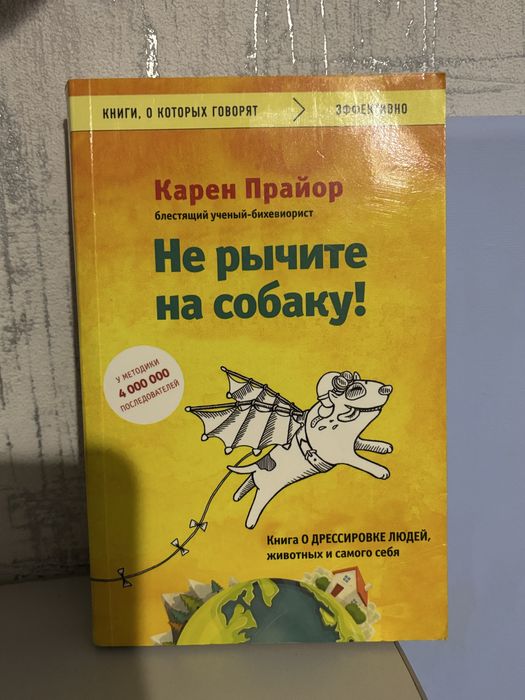 КНИГИ, О КОТОРЫХ ГОВОРЯТ > ЭФФЕКТИВНО
Карен Прайор
блестящий ученый-бихевиорист
Не рычите
на собаку!
У МЕТОДИКИ
4 000 000
ПОСЛЕДОВАТЕЛЕЙ
Книга О ДРЕССИРОВКЕ ЛЮДЕЙ,
животных и самого себя